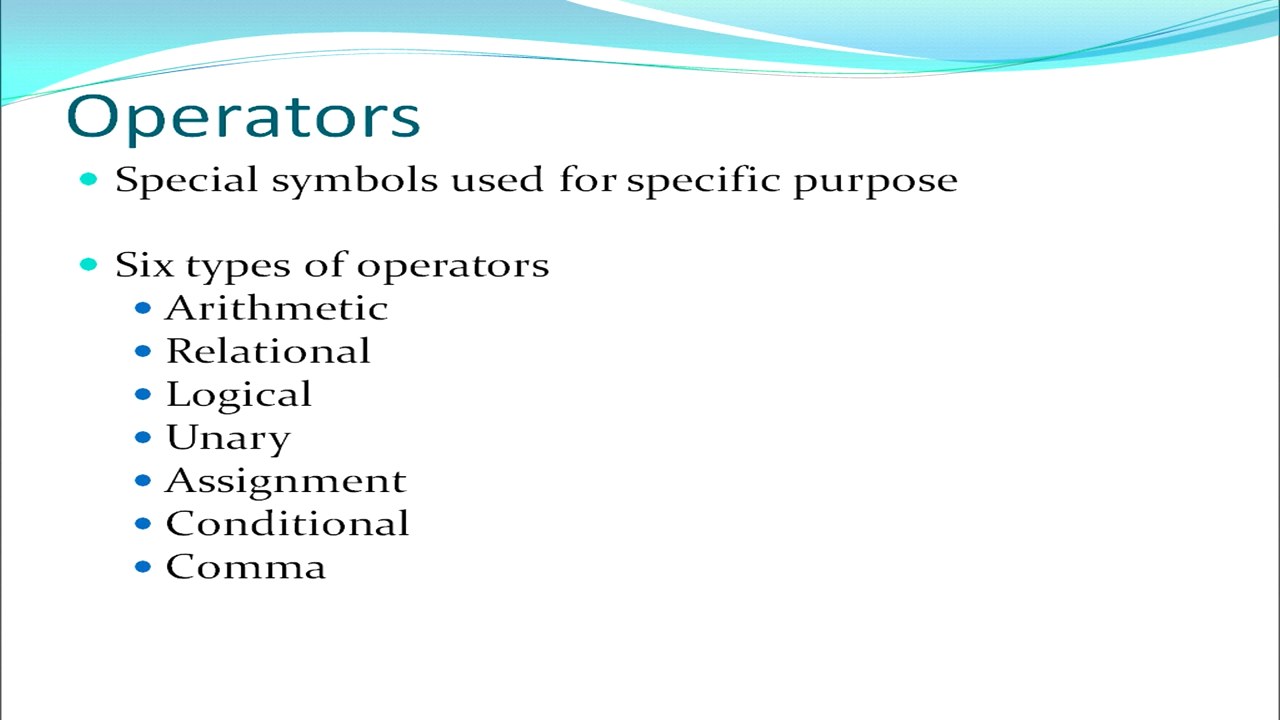 Operators
Special symbols used for specific purpose
Six types of operators
Arithmetic
Relational
Logical
Unary
Assignment
Conditional
Comma